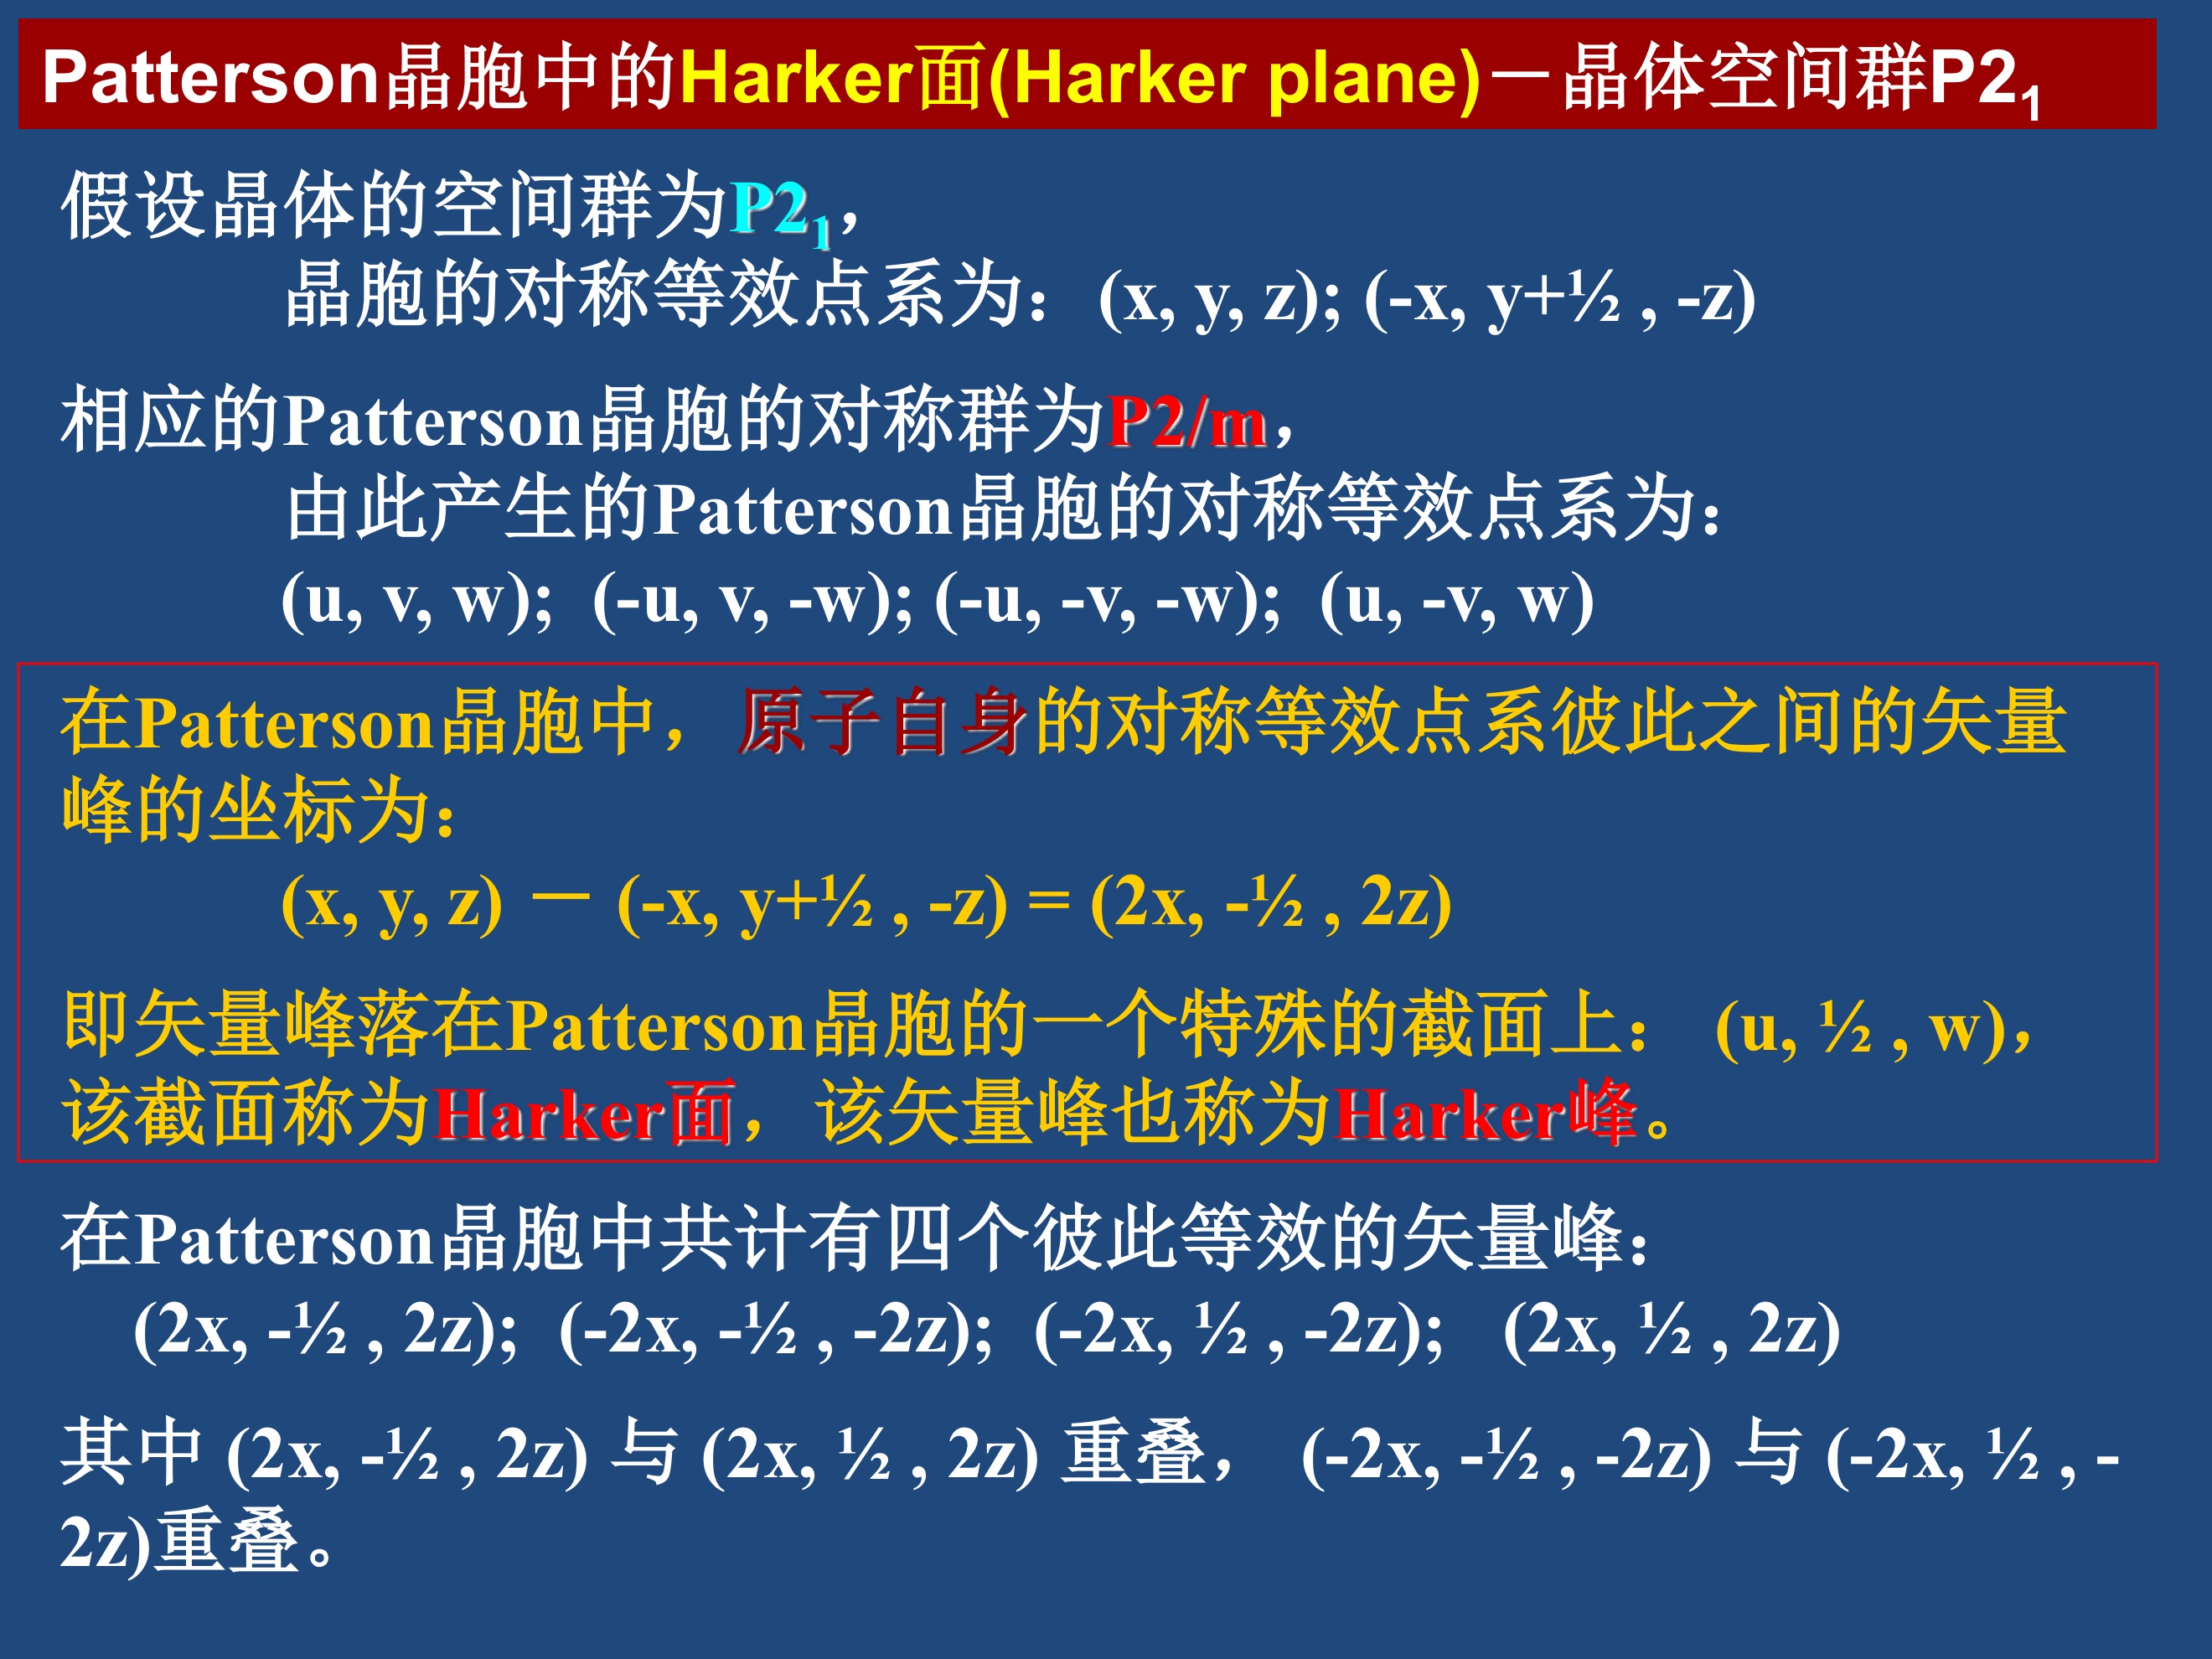 Patterson晶胞中的Harker面(Harker plane)—晶体空间群P2₁
假设晶体的空间群为P2₁，
晶胞的对称等效点系为：(x, y, z); (-x, y+½ , -z)
相应的Patterson晶胞的对称群为P2/m，
由此产生的Patterson晶胞的对称等效点系为：
(u, v, w); (-u, v, -w); (-u, -v, -w); (u, -v, w)
在Patterson晶胞中，原子自身的对称等效点系彼此之间的矢量
峰的坐标为：
(x, y, z) — (-x, y+½ , -z) = (2x, -½ , 2z)
即矢量峰落在Patterson晶胞的一个特殊的截面上： (u, ½ , w)，
该截面称为Harker面，该矢量峰也称为Harker峰。
在Patterson晶胞中共计有四个彼此等效的矢量峰：
(2x, -½ , 2z); (-2x, -½ , -2z); (-2x, ½ , -2z); (2x, ½ , 2z)
其中 (2x, -½ , 2z) 与 (2x, ½ , 2z) 重叠， (-2x, -½ , -2z) 与 (-2x, ½ , -
2z)重叠。